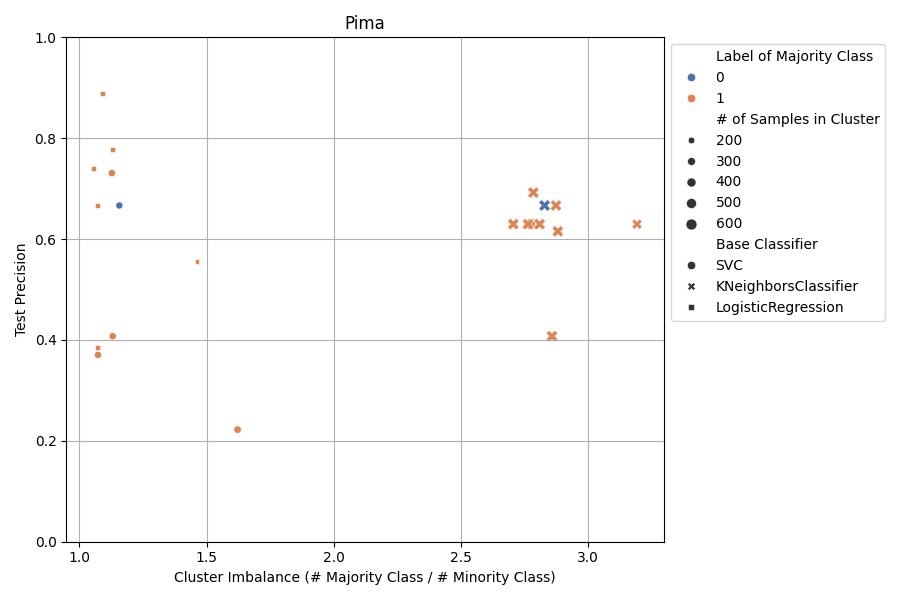 Pima
Test Precision
1.0
0.8
0.6
0.4
0.2
0.0
1.0 1.5 2.0 2.5 3.0
Cluster Imbalance (# Majority Class / # Minority Class)
Label of Majority Class
0
1
# of Samples in Cluster
200
300
400
500
600
Base Classifier
SVC
KNeighborsClassifier
LogisticRegression